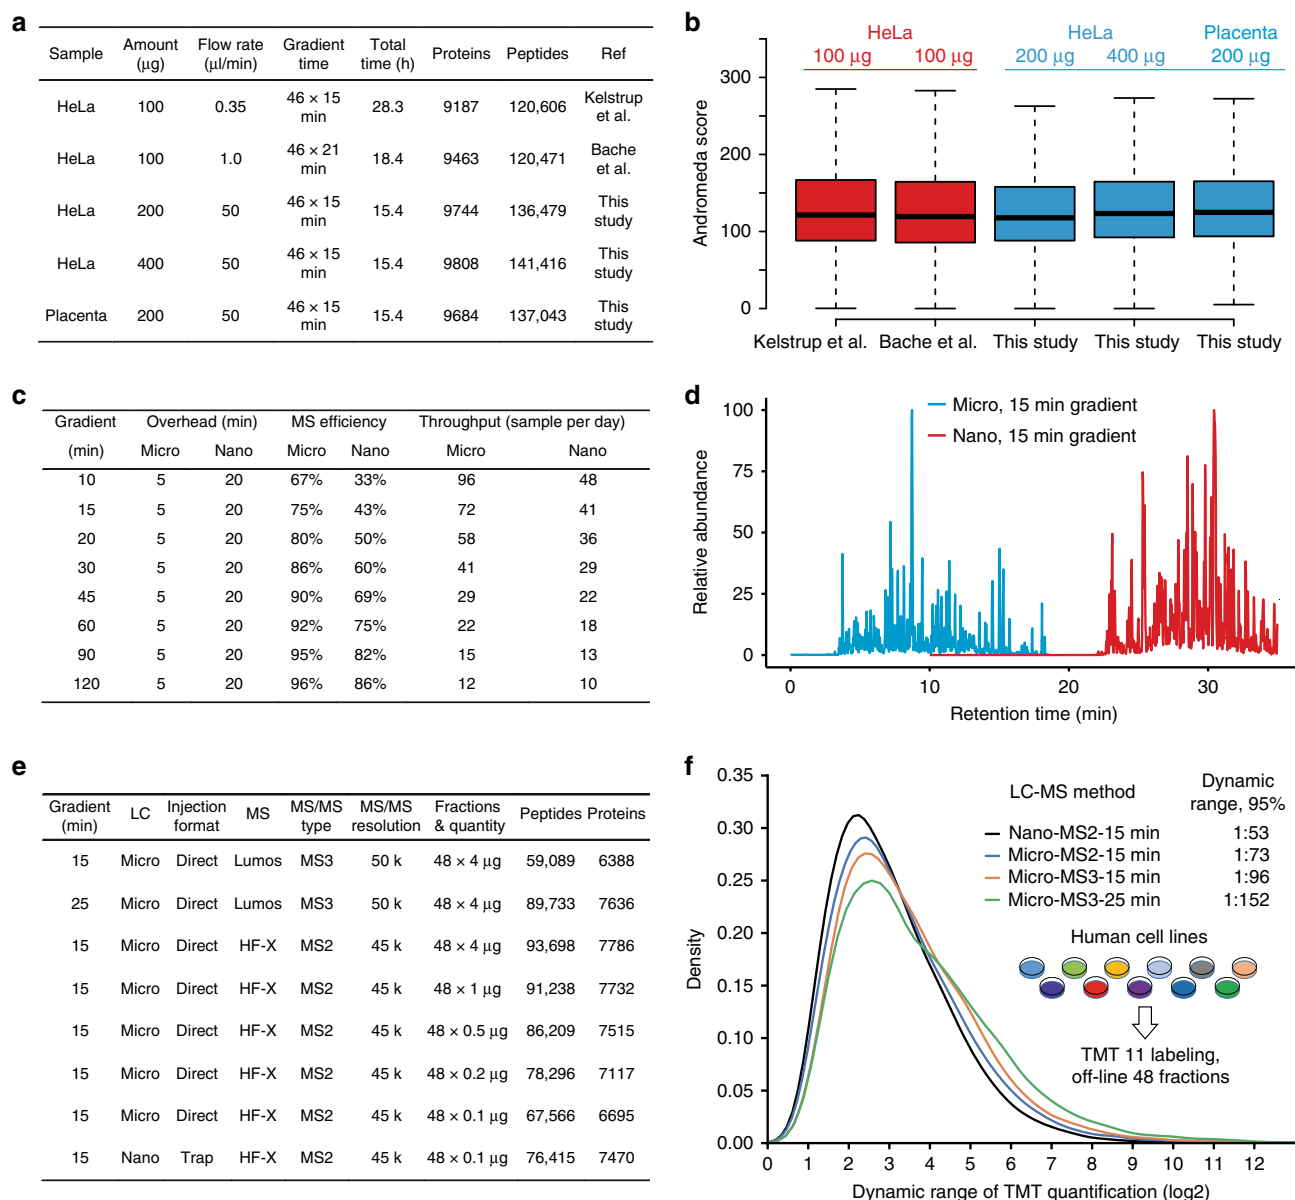 a
Sample Amount (µg) Flow rate (µl/min) Gradient time Total time (h) Proteins Peptides Ref
HeLa 100 0.35 46 × 15 min 28.3 9187 120,606 Kelstrup et al.
HeLa 100 1.0 46 × 21 min 18.4 9463 120,471 Bache et al.
HeLa 200 50 46 × 15 min 15.4 9744 136,479 This study
HeLa 400 50 46 × 15 min 15.4 9808 141,416 This study
Placenta 200 50 46 × 15 min 15.4 9684 137,043 This study
b
HeLa HeLa Placenta
100 µg 100 µg 200 µg 400 µg 200 µg
Andromeda score
300
200
100
0
Kelstrup et al. Bache et al. This study This study This study
c
Gradient Overhead (min) MS efficiency Throughput (sample per day)
(min) Micro Nano Micro Nano Micro Nano
10 5 20 67% 33% 96 48
15 5 20 75% 43% 72 41
20 5 20 80% 50% 58 36
30 5 20 86% 60% 41 29
45 5 20 90% 69% 29 22
60 5 20 92% 75% 22 18
90 5 20 95% 82% 15 13
120 5 20 96% 86% 12 10
d
Micro, 15 min gradient
Nano, 15 min gradient
Relative abundance
100
75
50
25
0
0 10 20 30
Retention time (min)
e
Gradient (min) LC Injection format MS MS/MS type MS/MS resolution Fractions & quantity Peptides Proteins
15 Micro Direct Lumos MS3 50 k 48 × 4 µg 59,089 6388
25 Micro Direct Lumos MS3 50 k 48 × 4 µg 89,733 7636
15 Micro Direct HF-X MS2 45 k 48 × 4 µg 93,698 7786
15 Micro Direct HF-X MS2 45 k 48 × 1 µg 91,238 7732
15 Micro Direct HF-X MS2 45 k 48 × 0.5 µg 86,209 7515
15 Micro Direct HF-X MS2 45 k 48 × 0.2 µg 78,296 7117
15 Micro Direct HF-X MS2 45 k 48 × 0.1 µg 67,566 6695
15 Nano Trap HF-X MS2 45 k 48 × 0.1 µg 76,415 7470
f
LC-MS method Dynamic range, 95%
Nano-MS2-15 min 1:53
Micro-MS2-15 min 1:73
Micro-MS3-15 min 1:96
Micro-MS3-25 min 1:152
Human cell lines
TMT 11 labeling,
off-line 48 fractions
Density
0.35
0.30
0.25
0.20
0.15
0.10
0.05
0.00
0 1 2 3 4 5 6 7 8 9 10 11 12
Dynamic range of TMT quantification (log2)